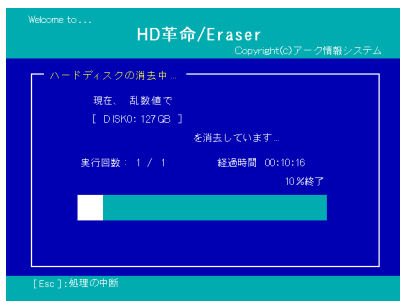 Welcome to...
HD革命/Eraser
Copyright(C)アーク情報システム
ハードディスクの消去中…
現在、 乱数値で
[ DISK0: 127GB ]
を消去しています…
実行回数: 1 / 1 経過時間 00:10:16
10%終了
[Esc]:処理の中断